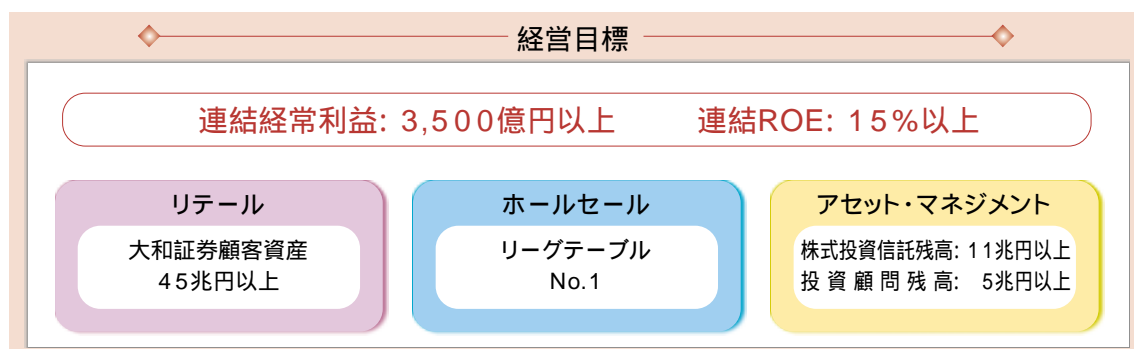 経営目標
連結経常利益: 3,500億円以上 連結ROE: 15%以上
リテール
大和証券顧客資産
45兆円以上
ホールセール
リーグテーブル
No.1
アセット・マネジメント
株式投資信託残高: 11兆円以上
投資顧問残高: 5兆円以上